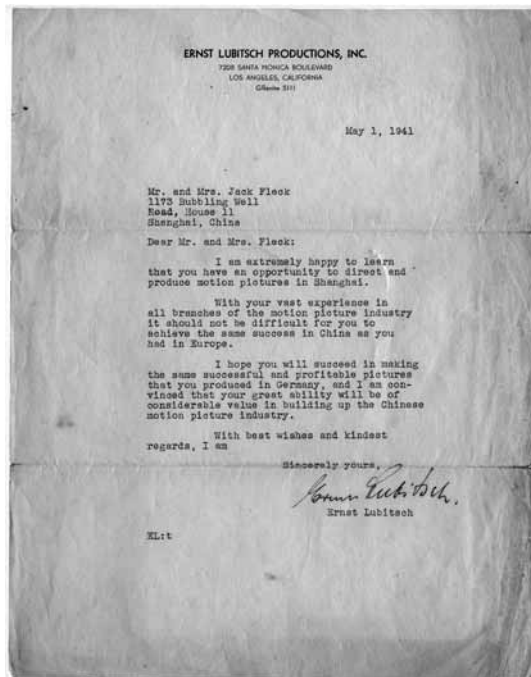 ERNST LUBITSCH PRODUCTIONS, INC.
7208 SANTA MONICA BOULEVARD
LOS ANGELES, CALIFORNIA
GRanite 5111
May 1, 1941
Mr. and Mrs. Jack Fleck
1173 Bubbling Well
Road, House 11
Shanghai, China
Dear Mr. and Mrs. Fleck:
I am extremely happy to learn
that you have an opportunity to direct and
produce motion pictures in Shanghai.
With your vast experience in
all branches of the motion picture industry
it should not be difficult for you to
achieve the same success in China as you
had in Europe.
I hope you will succeed in making
the same successful and profitable pictures
that you produced in Germany, and I am con-
vinced that your great ability will be of
considerable value in building up the Chinese
motion picture industry.
With best wishes and kindest
regards, I am
Sincerely yours,
Ernst Lubitsch.
Ernst Lubitsch
EL:t